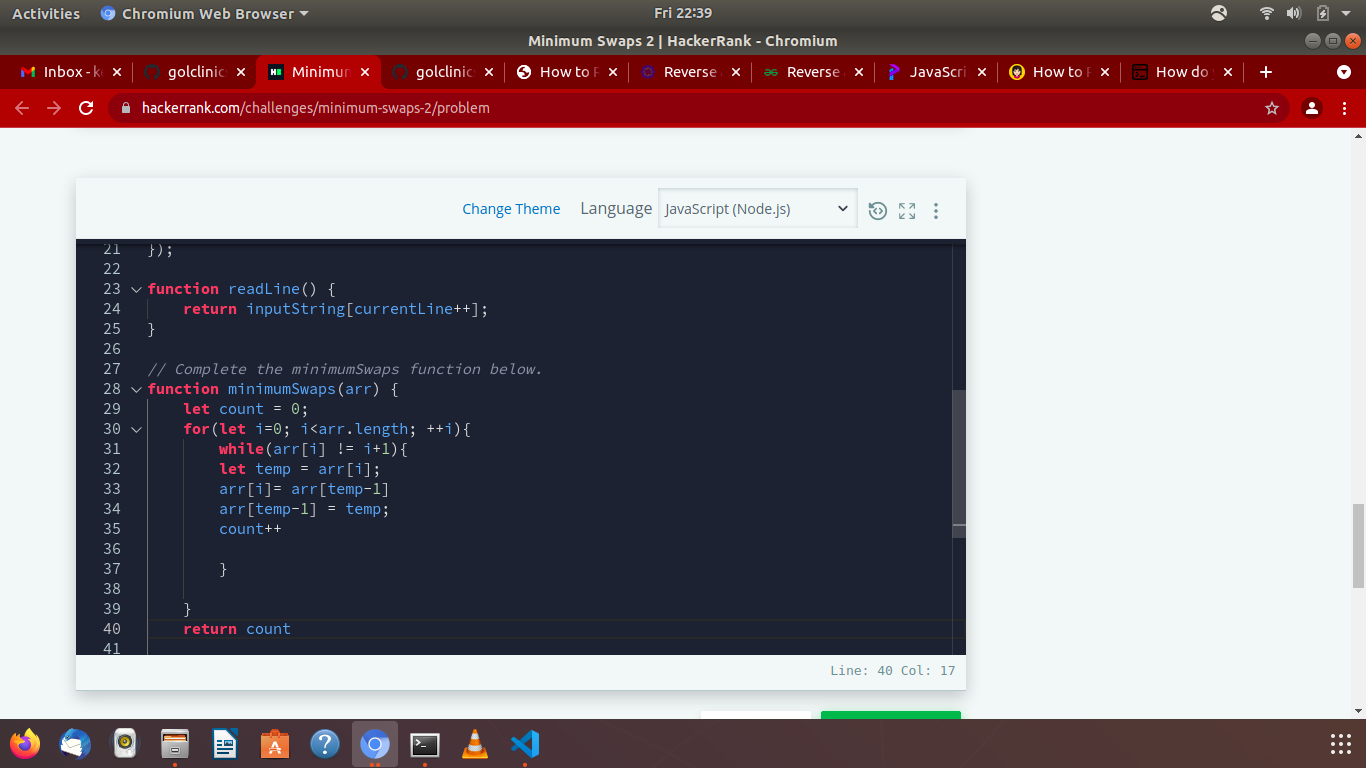 Activities Chromium Web Browser Fri 22:39
Minimum Swaps 2 | HackerRank - Chromium
Inbox - golclinic Minimum golclinic How to Reverse Reverse JavaScri How to How do
hackerrank.com/challenges/minimum-swaps-2/problem
Change Theme Language JavaScript (Node.js)
21 });
22
23 function readLine() {
24 return inputString[currentLine++];
25 }
26
27 // Complete the minimumSwaps function below.
28 function minimumSwaps(arr) {
29 let count = 0;
30 for(let i=0; i<arr.length; ++i){
31 while(arr[i] != i+1){
32 let temp = arr[i];
33 arr[i]= arr[temp-1]
34 arr[temp-1] = temp;
35 count++
36
37 }
38
39 }
40 return count
41
Line: 40 Col: 17